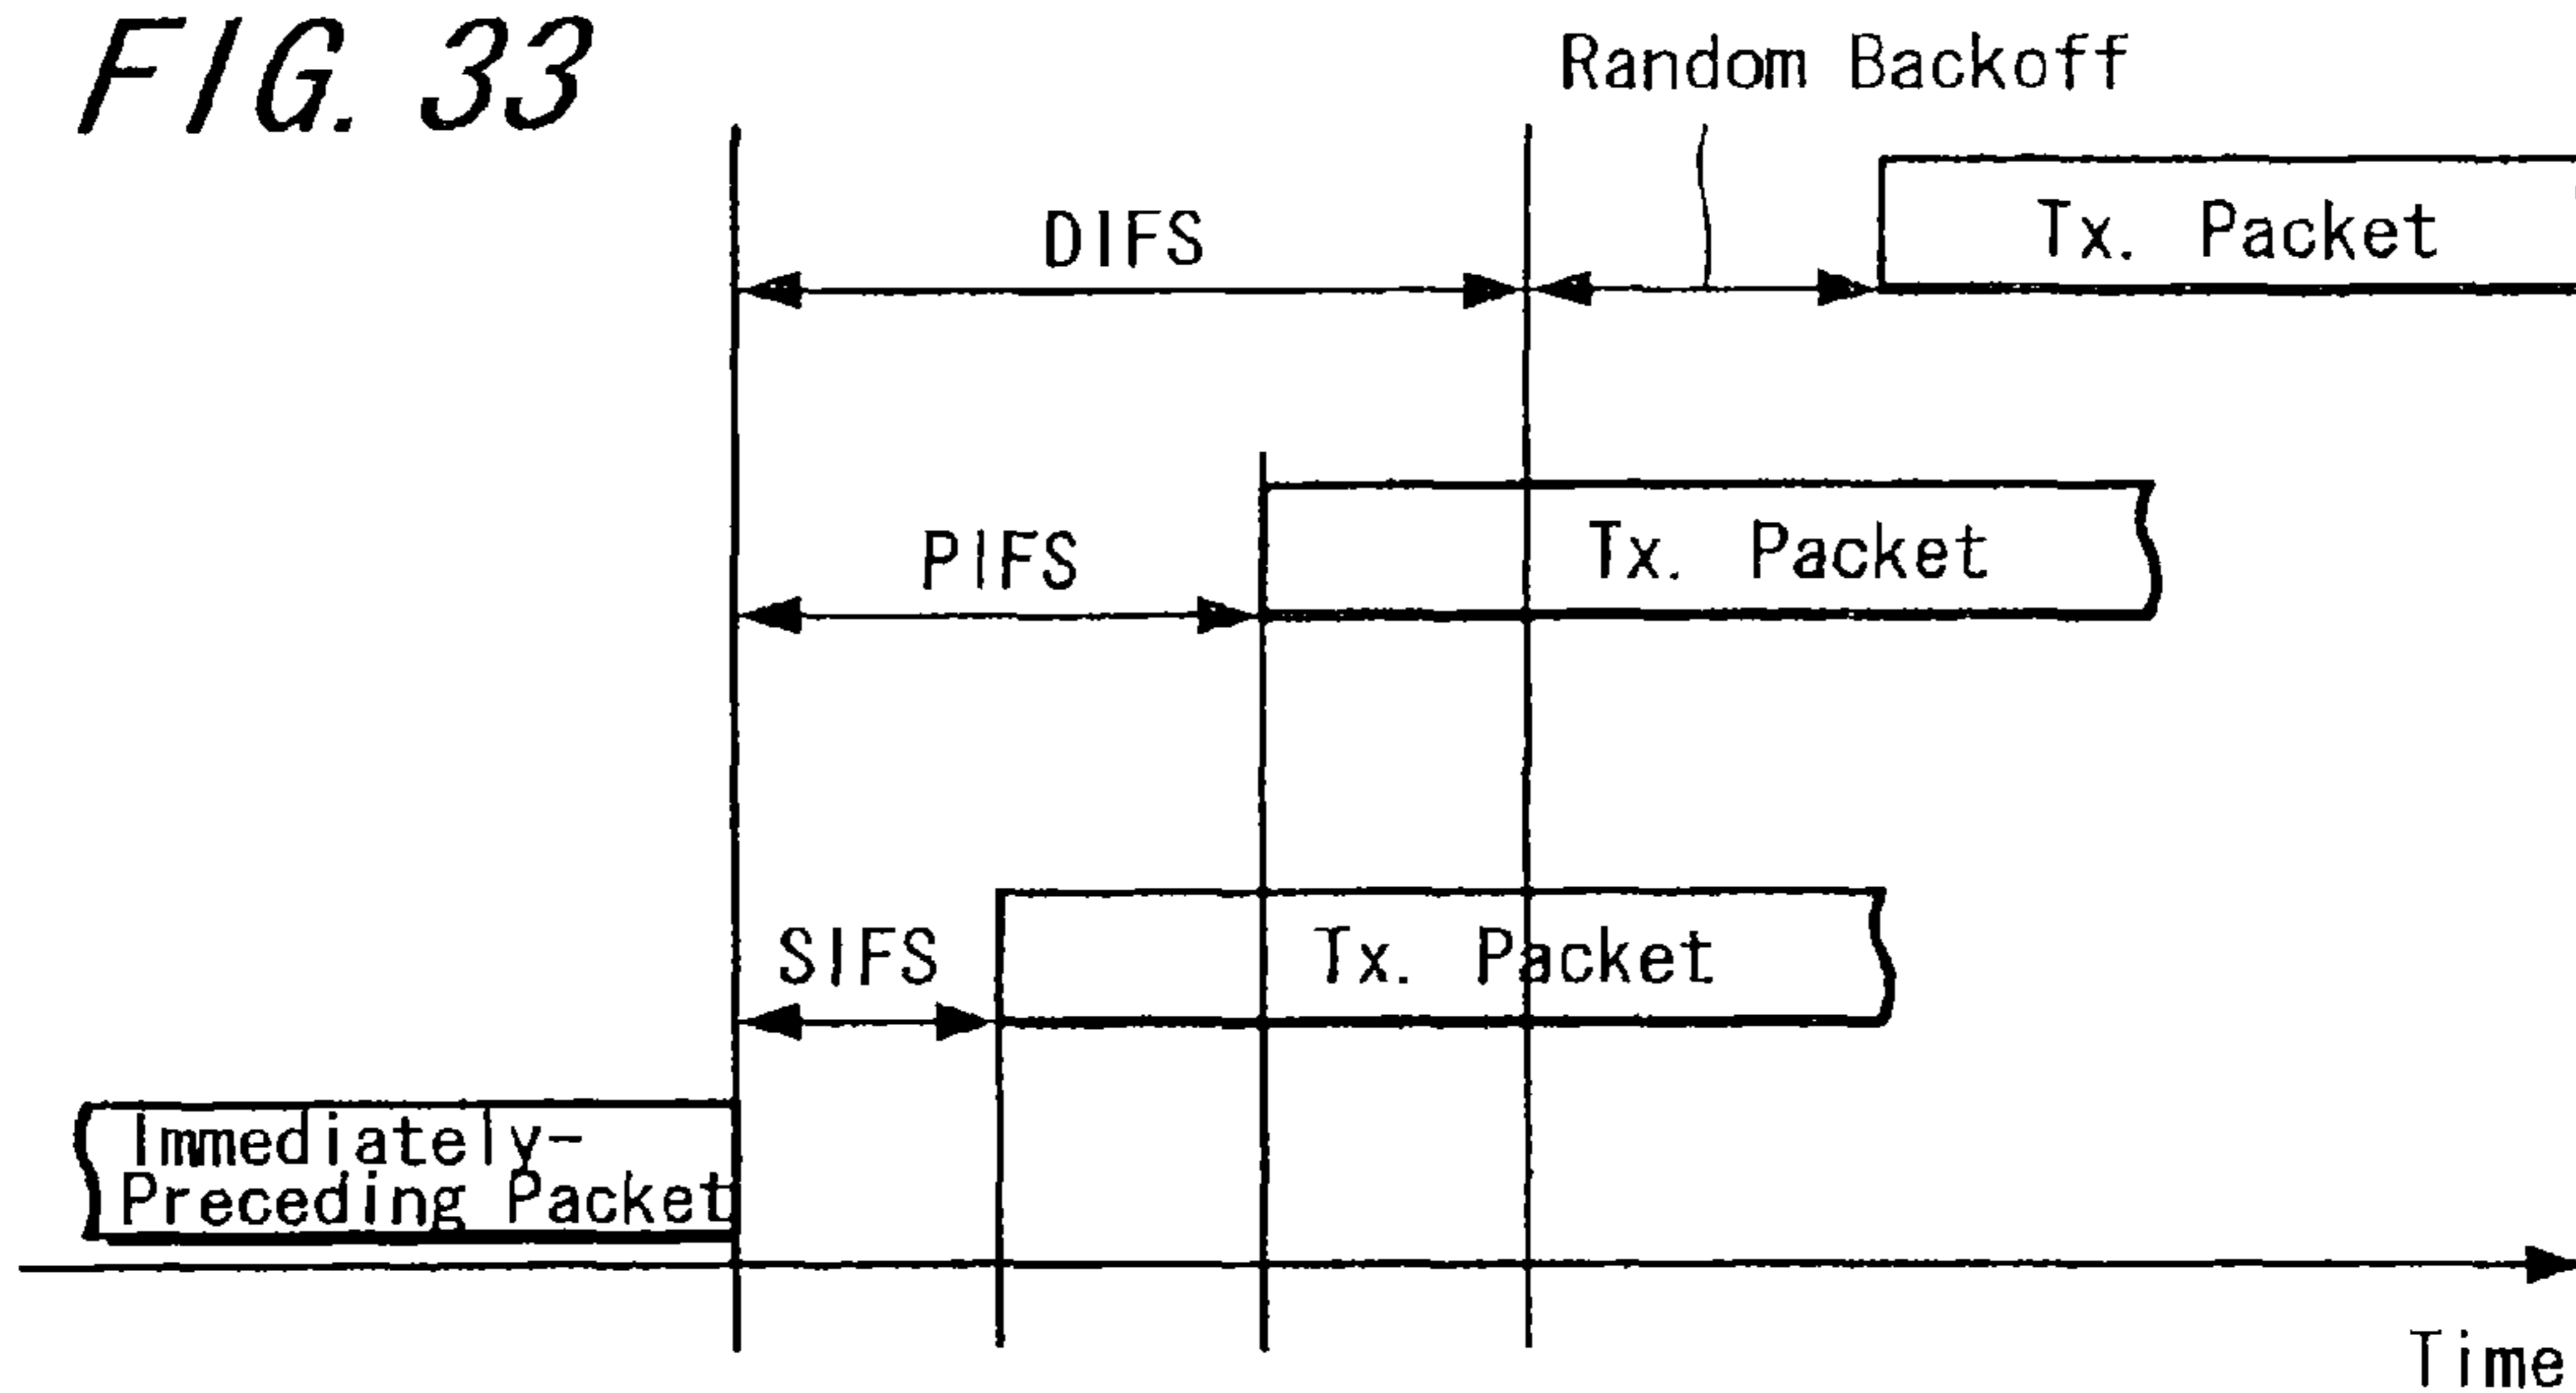 FIG. 33
Random Backoff
DIFS
Tx. Packet
PIFS
Tx. Packet
SIFS
Tx. Packet
Immediately-
Preceding Packet
Time